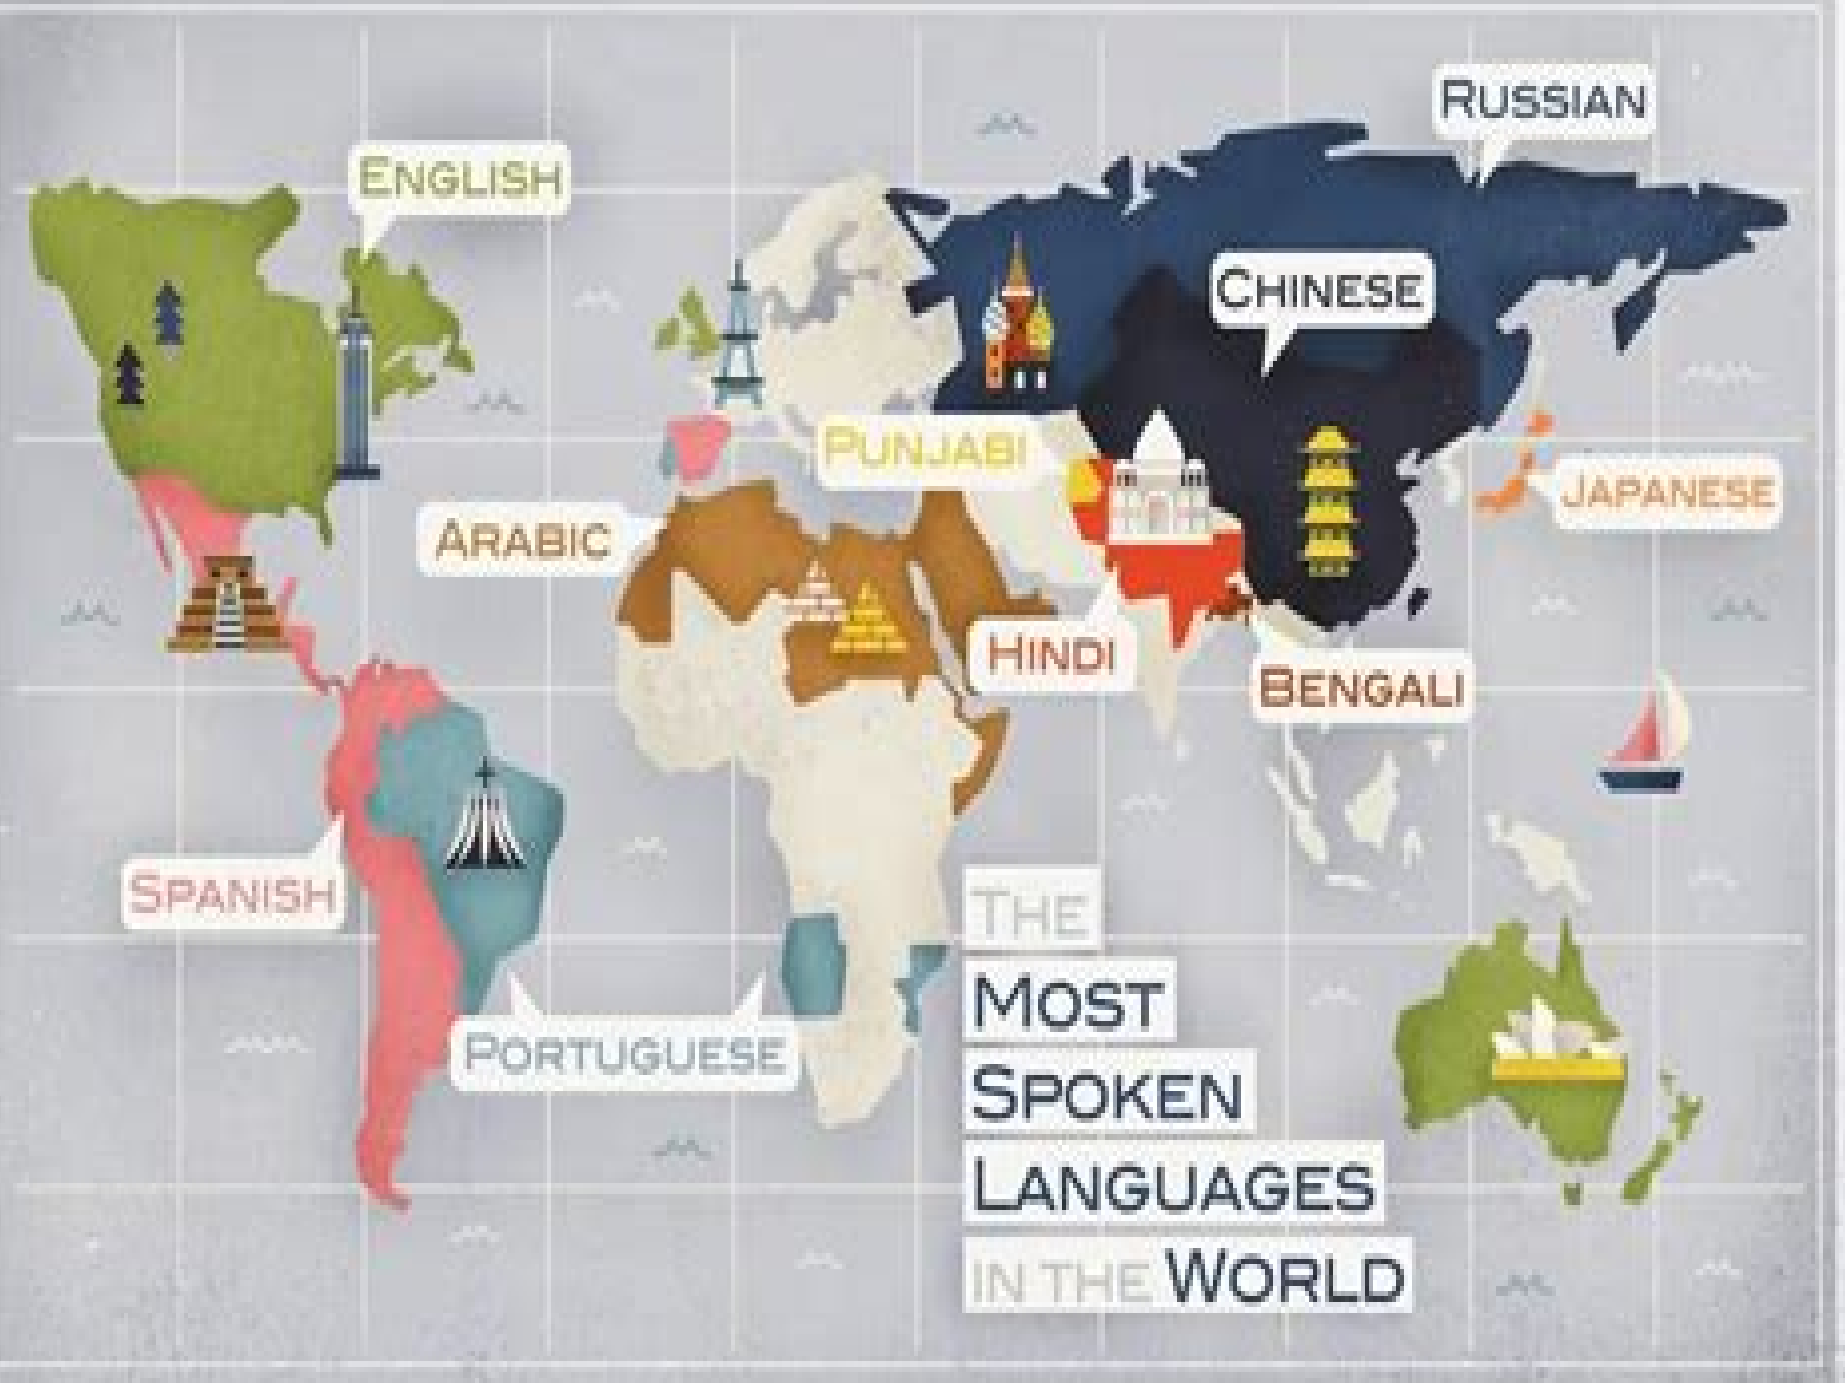 RUSSIAN
ENGLISH
CHINESE
PUNJABI
JAPANESE
ARABIC
HINDI
BENGALI
SPANISH
PORTUGUESE
THE
MOST
SPOKEN
LANGUAGES
IN THE WORLD